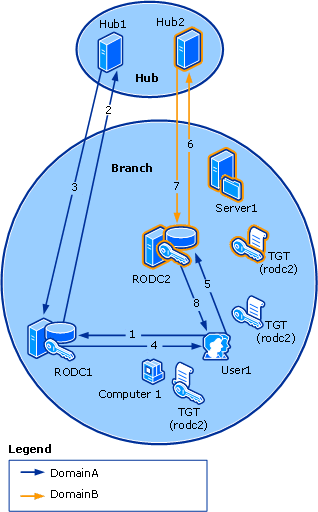 Hub1
Hub2
Hub
2
3
6
7
Branch
Server1
TGT
(rodc2)
RODC2
5
8
TGT
(rodc2)
1
4
RODC1
User1
Computer 1
TGT
(rodc2)
Legend
DomainA
DomainB